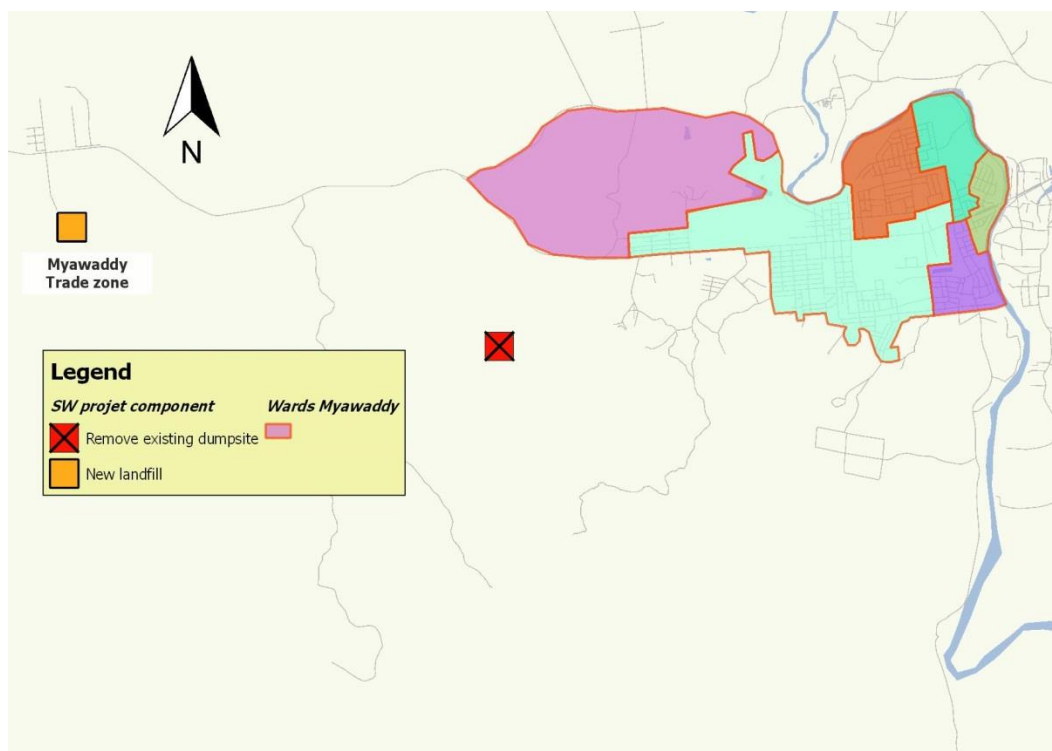 N
Myawaddy
Trade zone
Legend
SW projet component
Wards Myawaddy
Remove existing dumpsite
New landfill